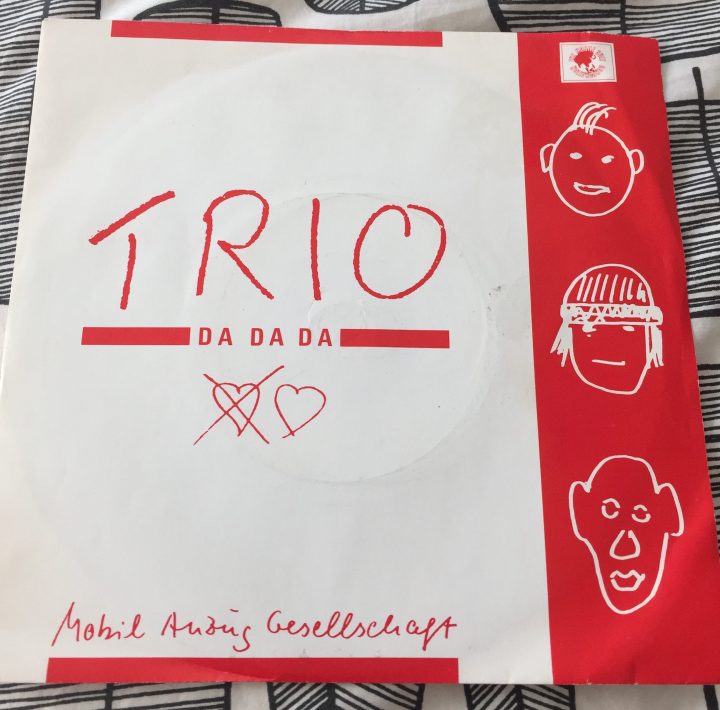 TRIO
DA DA DA
Mobil Anzug Gesellschaft